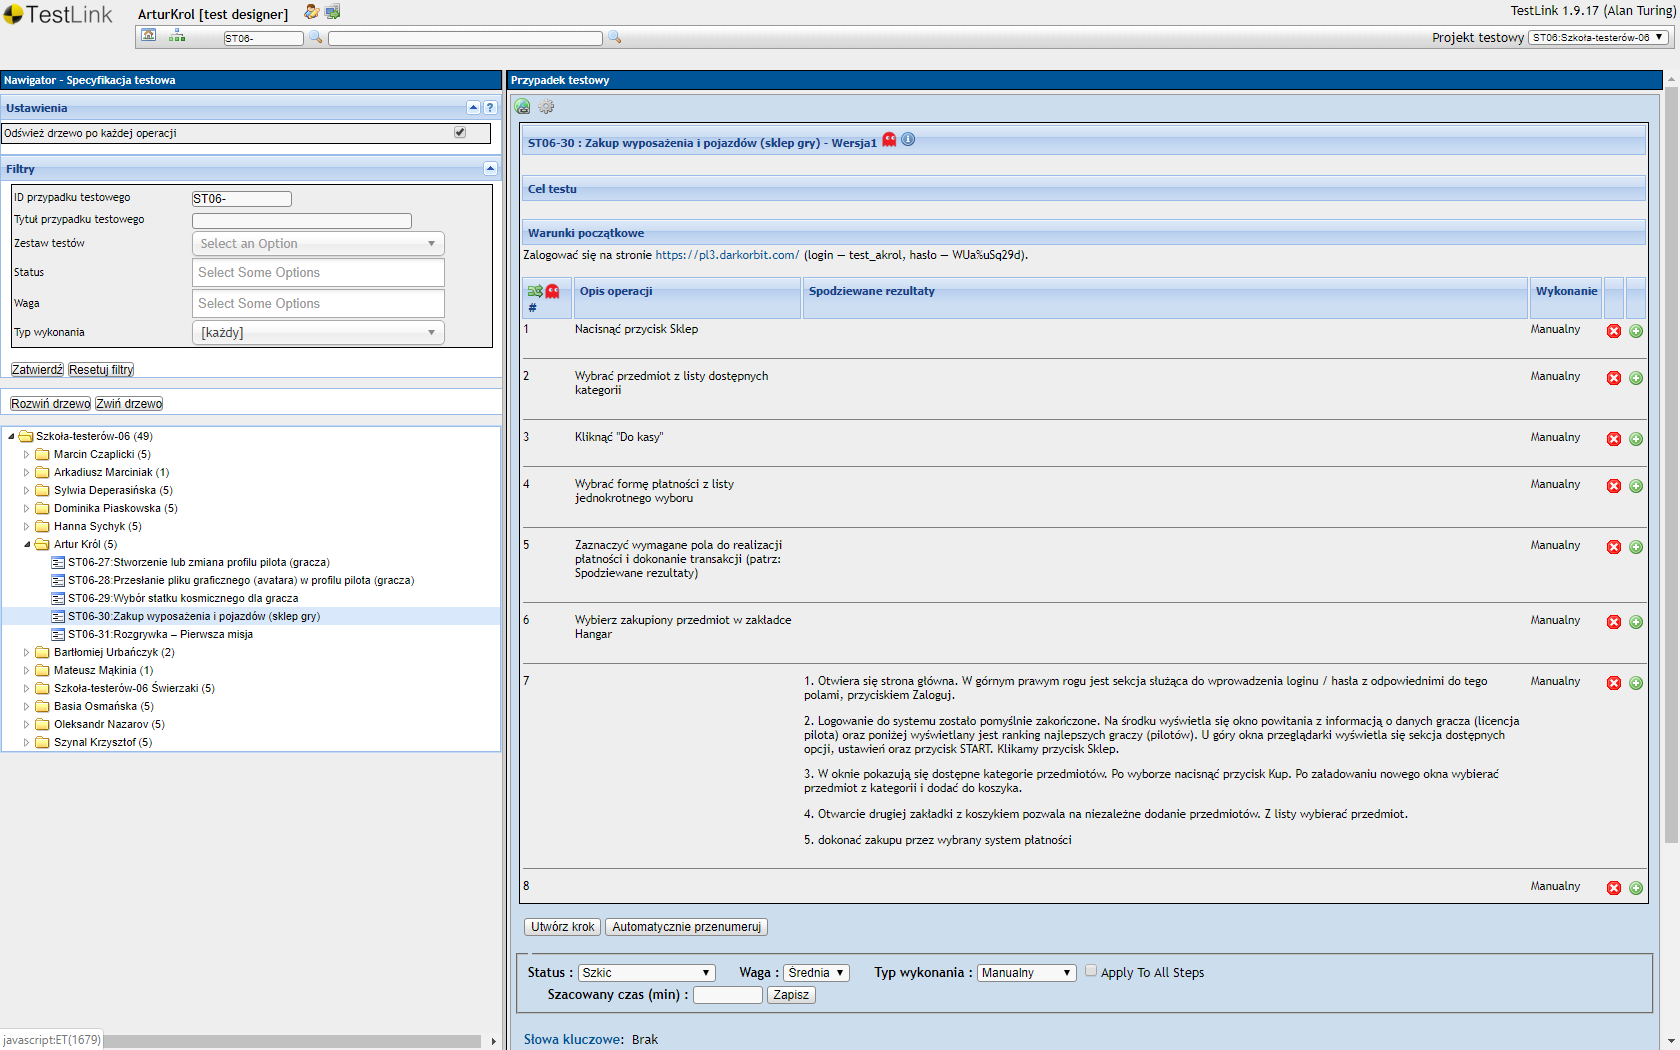 TestLink
ArturKrol [test designer]
TestLink 1.9.17 (Alan Turing)
ST06-
Projekt testowy
ST06:Szkoła-testerów-06
Nawigator - Specyfikacja testowa
Ustawienia
?
Odśwież drzewo po każdej operacji
Filtry
ID przypadku testowego
ST06-
Tytuł przypadku testowego
Zestaw testów
Select an Option
Status
Select Some Options
Waga
Select Some Options
Typ wykonania
[każdy]
Zatwierdź
Resetuj filtry
Rozwiń drzewo
Zwiń drzewo
Szkoła-testerów-06 (49)
Marcin Czaplicki (5)
Arkadiusz Marciniak (1)
Sylwia Deperasińska (5)
Dominika Piaskowska (5)
Hanna Sychyk (5)
Artur Król (5)
ST06-27:Stworzenie lub zmiana profilu pilota (gracza)
ST06-28:Przesłanie pliku graficznego (avatara) w profilu pilota (gracza)
ST06-29:Wybór statku kosmicznego dla gracza
ST06-30:Zakup wyposażenia i pojazdów (sklep gry)
ST06-31:Rozgrywka – Pierwsza misja
Bartłomiej Urbańczyk (2)
Mateusz Mąkinia (1)
Szkoła-testerów-06 Świerzaki (5)
Basia Osmańska (5)
Oleksandr Nazarov (5)
Szynal Krzysztof (5)
javascript:ET(1679)
Przypadek testowy
ST06-30 : Zakup wyposażenia i pojazdów (sklep gry) - Wersja1
Cel testu
Warunki początkowe
Zalogować się na stronie https://pl3.darkorbit.com/ (login — test_akrol, hasło — WUa%uSq29d).
#
Opis operacji
Spodziewane rezultaty
Wykonanie
1
Nacisnąć przycisk Sklep
Manualny
2
Wybrać przedmiot z listy dostępnych
kategorii
Manualny
3
Kliknąć "Do kasy"
Manualny
4
Wybrać formę płatności z listy
jednokrotnego wyboru
Manualny
5
Zaznaczyć wymagane pola do realizacji
płatności i dokonanie transakcji (patrz:
Spodziewane rezultaty)
Manualny
6
Wybierz zakupiony przedmiot w zakładce
Hangar
Manualny
7
1. Otwiera się strona główna. W górnym prawym rogu jest sekcja służąca do wprowadzenia loginu / hasła z odpowiednimi do tego
polami, przyciskiem Zaloguj.
2. Logowanie do systemu zostało pomyślnie zakończone. Na środku wyświetla się okno powitania z informacją o danych gracza (licencja
pilota) oraz poniżej wyświetlany jest ranking najlepszych graczy (pilotów). U góry okna przeglądarki wyświetla się sekcja dostępnych
opcji, ustawień oraz przycisk START. Klikamy przycisk Sklep.
3. W oknie pokazują się dostępne kategorie przedmiotów. Po wyborze nacisnąć przycisk Kup. Po załadowaniu nowego okna wybierać
przedmiot z kategorii i dodać do koszyka.
4. Otwarcie drugiej zakładki z koszykiem pozwala na niezależne dodanie przedmiotów. Z listy wybierać przedmiot.
5. dokonać zakupu przez wybrany system płatności
Manualny
8
Manualny
Utwórz krok
Automatycznie przenumeruj
Status : Szkic
Waga : Średnia
Typ wykonania : Manualny
Apply To All Steps
Szacowany czas (min) :
Zapisz
Słowa kluczowe: Brak